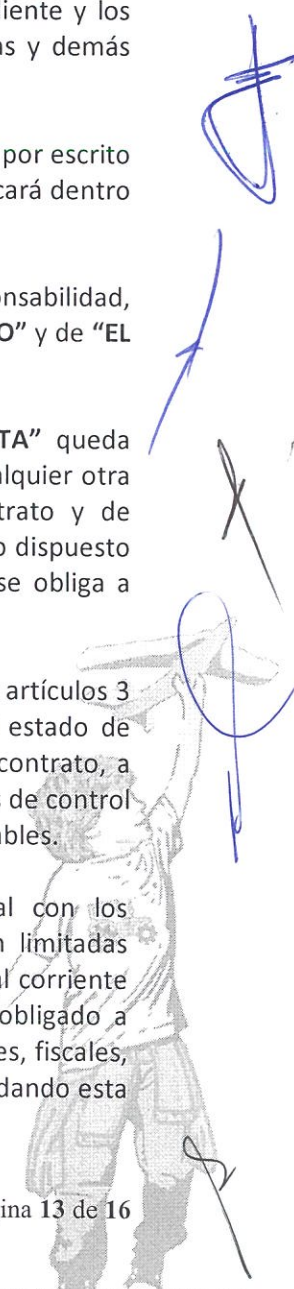 liente y los
as y demás
por escrito
cará dentro
onsabilidad,
O" y de "EL
TA" queda
alquier otra
trato y de
o dispuesto
se obliga a
artículos 3
estado de
contrato, a
s de control
ables.
al con los
n limitadas
al corriente
obligado a
es, fiscales,
dando esta
ina 13 de 16